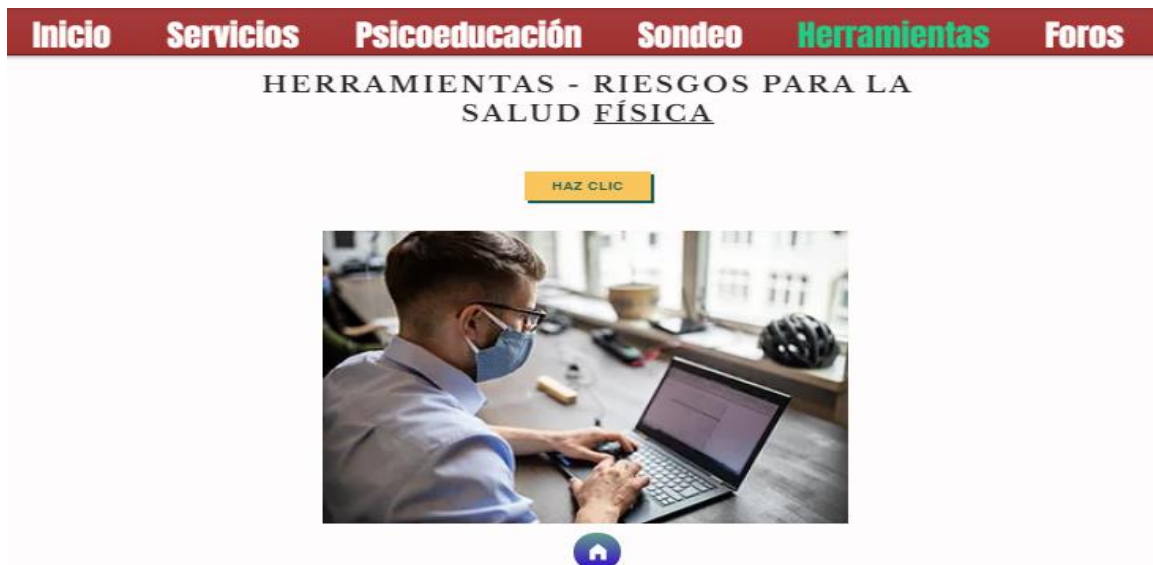 Inicio Servicios Psicoeducación Sondeo Herramientas Foros
HERRAMIENTAS - RIESGOS PARA LA
SALUD FÍSICA
HAZ CLIC